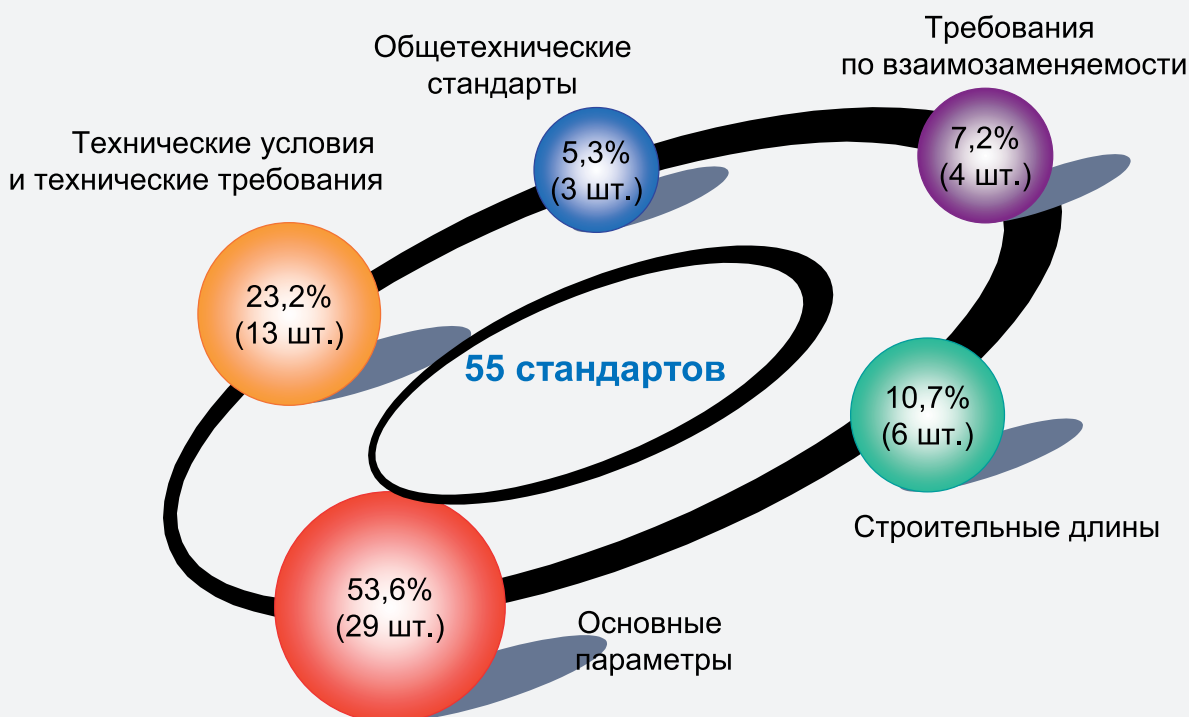 Общетехнические
стандарты
Требования
по взаимозаменяемости
Технические условия
и технические требования
5,3%
(3 шт.)
7,2%
(4 шт.)
23,2%
(13 шт.)
55 стандартов
10,7%
(6 шт.)
Строительные длины
53,6%
(29 шт.)
Основные
параметры